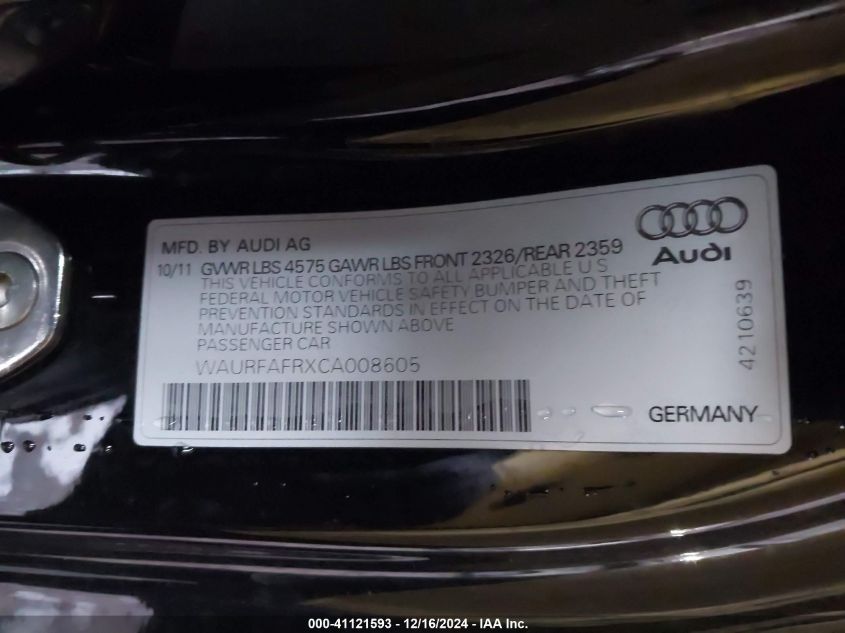 MFD. BY AUDI AG
10/11 GVWR LBS 4575 GAWR LBS FRONT 2326/REAR 2359
THIS VEHICLE CONFORMS TO ALL APPLICABLE U S
FEDERAL MOTOR VEHICLE SAFETY BUMPER AND THEFT
PREVENTION STANDARDS IN EFFECT ON THE DATE OF
MANUFACTURE SHOWN ABOVE
PASSENGER CAR
WAURFAFRXCA008605
Audi
4210639
GERMANY
000-41121593 - 12/16/2024 - IAA Inc.